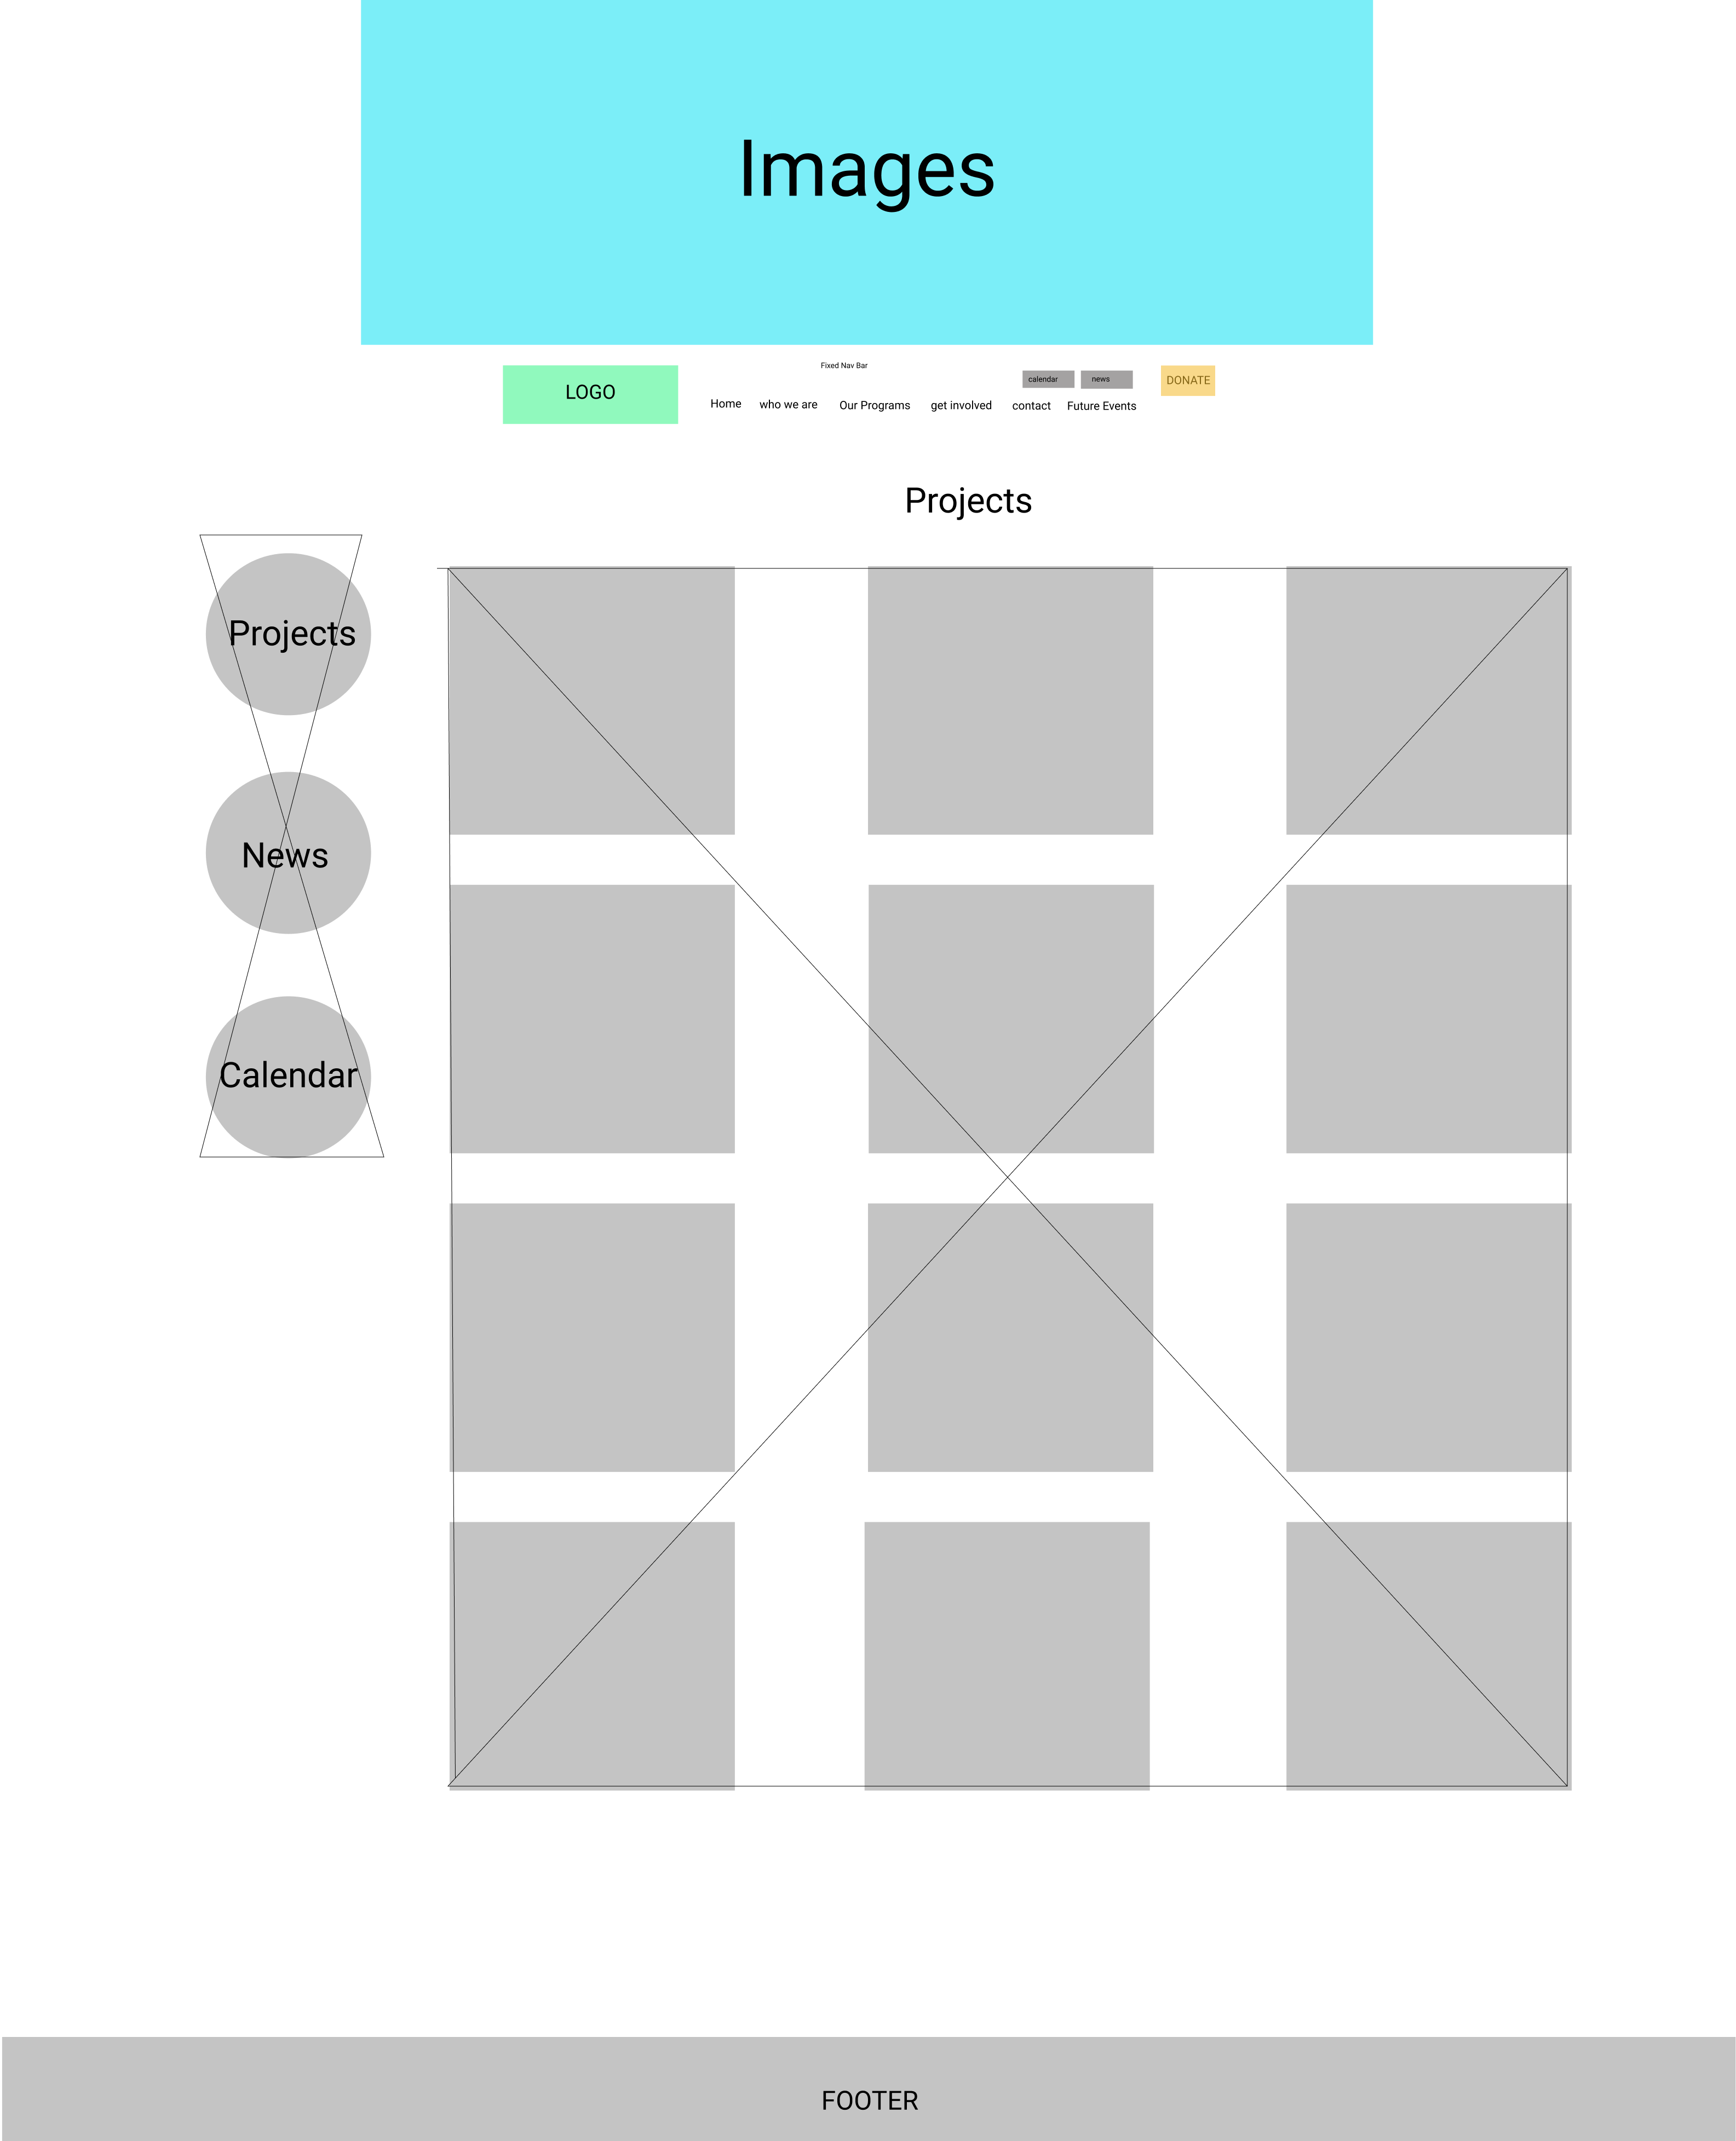 Images
Fixed Nav Bar
LOGO
calendar
news
DONATE
Home
who we are
Our Programs
get involved
contact
Future Events
Projects
Projects
News
Calendar
FOOTER